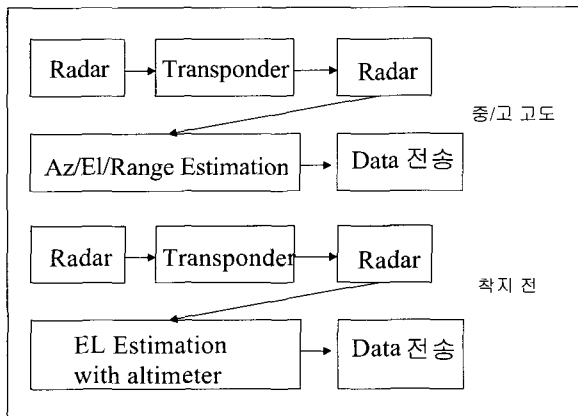 Radar
Transponder
Radar
중/고 고도
Az/El/Range Estimation
Data 전송
Radar
Transponder
Radar
착지 전
EL Estimation
with altimeter
Data 전송